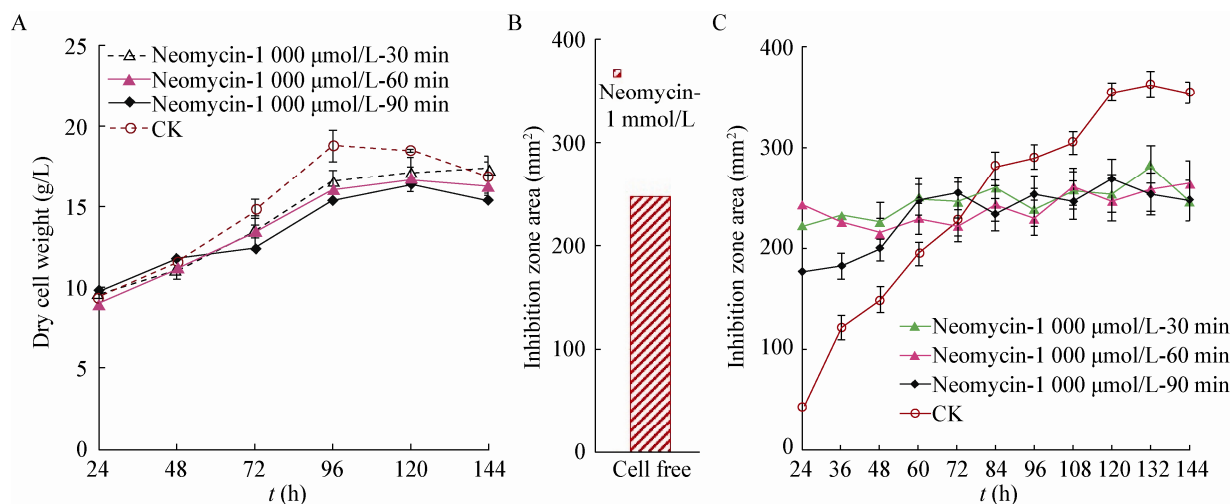 A
Dry cell weight (g/L)
25
20
15
10
5
0
24 48 72 96 120 144
t (h)
Neomycin-1 000 μmol/L-30 min
Neomycin-1 000 μmol/L-60 min
Neomycin-1 000 μmol/L-90 min
CK
B
Inhibition zone area (mm²)
400
300
200
100
0
Neomycin-
1 mmol/L
Cell free
C
Inhibition zone area (mm²)
400
300
200
100
0
24 36 48 60 72 84 96 108 120 132 144
t (h)
Neomycin-1 000 μmol/L-30 min
Neomycin-1 000 μmol/L-60 min
Neomycin-1 000 μmol/L-90 min
CK